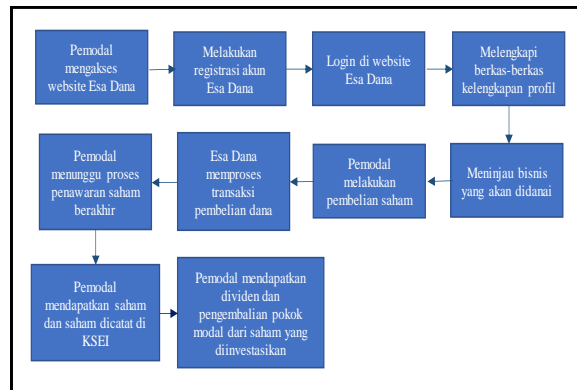 Pemodal
mengakses
website Esa Dana
Melakukan
registrasi akun
Esa Dana
Login di website
Esa Dana
Melengkapi
berkas-berkas
kelengkapan profil
Meninjau bisnis
yang akan didanai
Pemodal
melakukan
pembelian saham
Esa Dana
memproses
transaksi
pembelian dana
Pemodal
menunggu proses
penawaran saham
berakhir
Pemodal
mendapatkan saham
dan saham dicatat di
KSEI
Pemodal mendapatkan
dividen dan
pengembalian pokok
modal dari saham yang
diinvestasikan